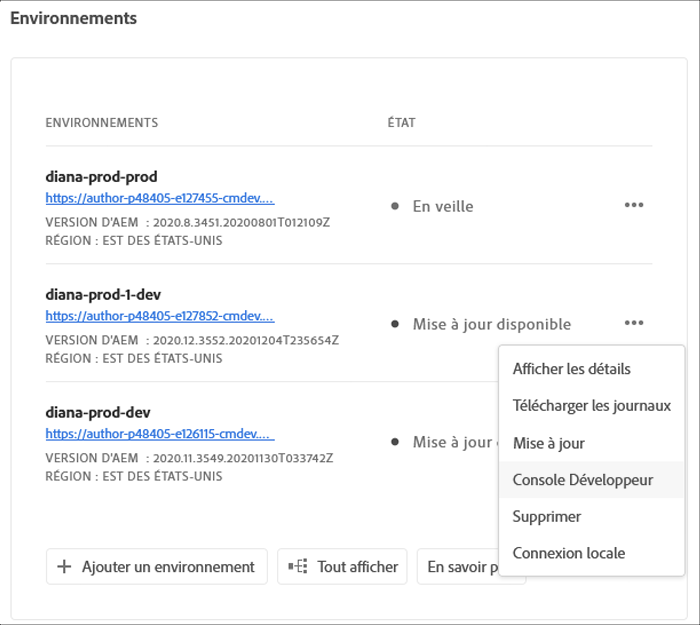 Environnements
ENVIRONNEMENTS ÉTAT
diana-prod-prod
https://author-p48405-e127455-cmdev....
En veille
VERSION D'AEM : 2020.8.3451.20200801T012109Z
RÉGION : EST DES ÉTATS-UNIS
diana-prod-1-dev
https://author-p48405-e127852-cmdev....
Mise à jour disponible
VERSION D'AEM : 2020.12.3552.20201204T235654Z
RÉGION : EST DES ÉTATS-UNIS
diana-prod-dev
https://author-p48405-e126115-cmdev....
Mise à jour
VERSION D'AEM : 2020.11.3549.20201130T033742Z
RÉGION : EST DES ÉTATS-UNIS
Afficher les détails
Télécharger les journaux
Mise à jour
Console Développeur
Supprimer
Connexion locale
Ajouter un environnement
Tout afficher
En savoir